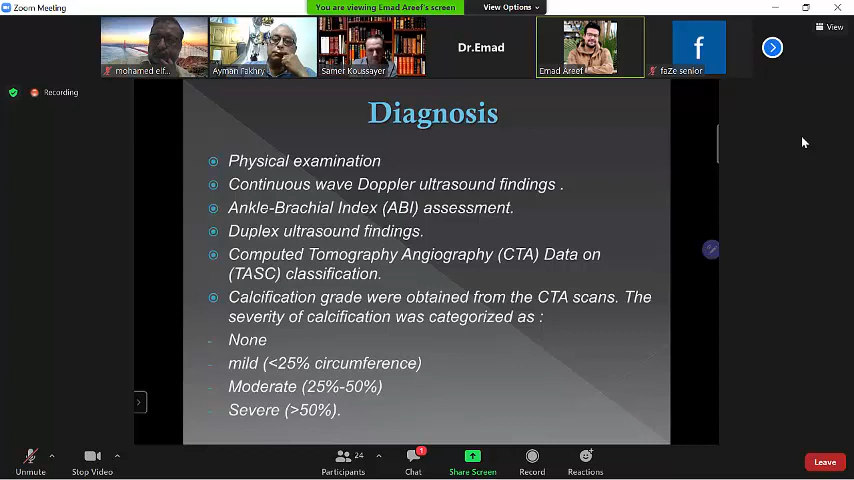 Zoom Meeting
You are viewing Emad Areef's screen
View Options
View
mohamed elf...
Ayman Fakhry
Samer Koussayer
Dr.Emad
Emad Areef
f
faZe senior
Recording
Diagnosis
Physical examination
Continuous wave Doppler ultrasound findings .
Ankle-Brachial Index (ABI) assessment.
Duplex ultrasound findings.
Computed Tomography Angiography (CTA) Data on
(TASC) classification.
Calcification grade were obtained from the CTA scans. The
severity of calcification was categorized as :
- None
- mild (<25% circumference)
- Moderate (25%-50%)
- Severe (>50%).
Unmute
Stop Video
24
Participants
1
Chat
Share Screen
Record
Reactions
Leave